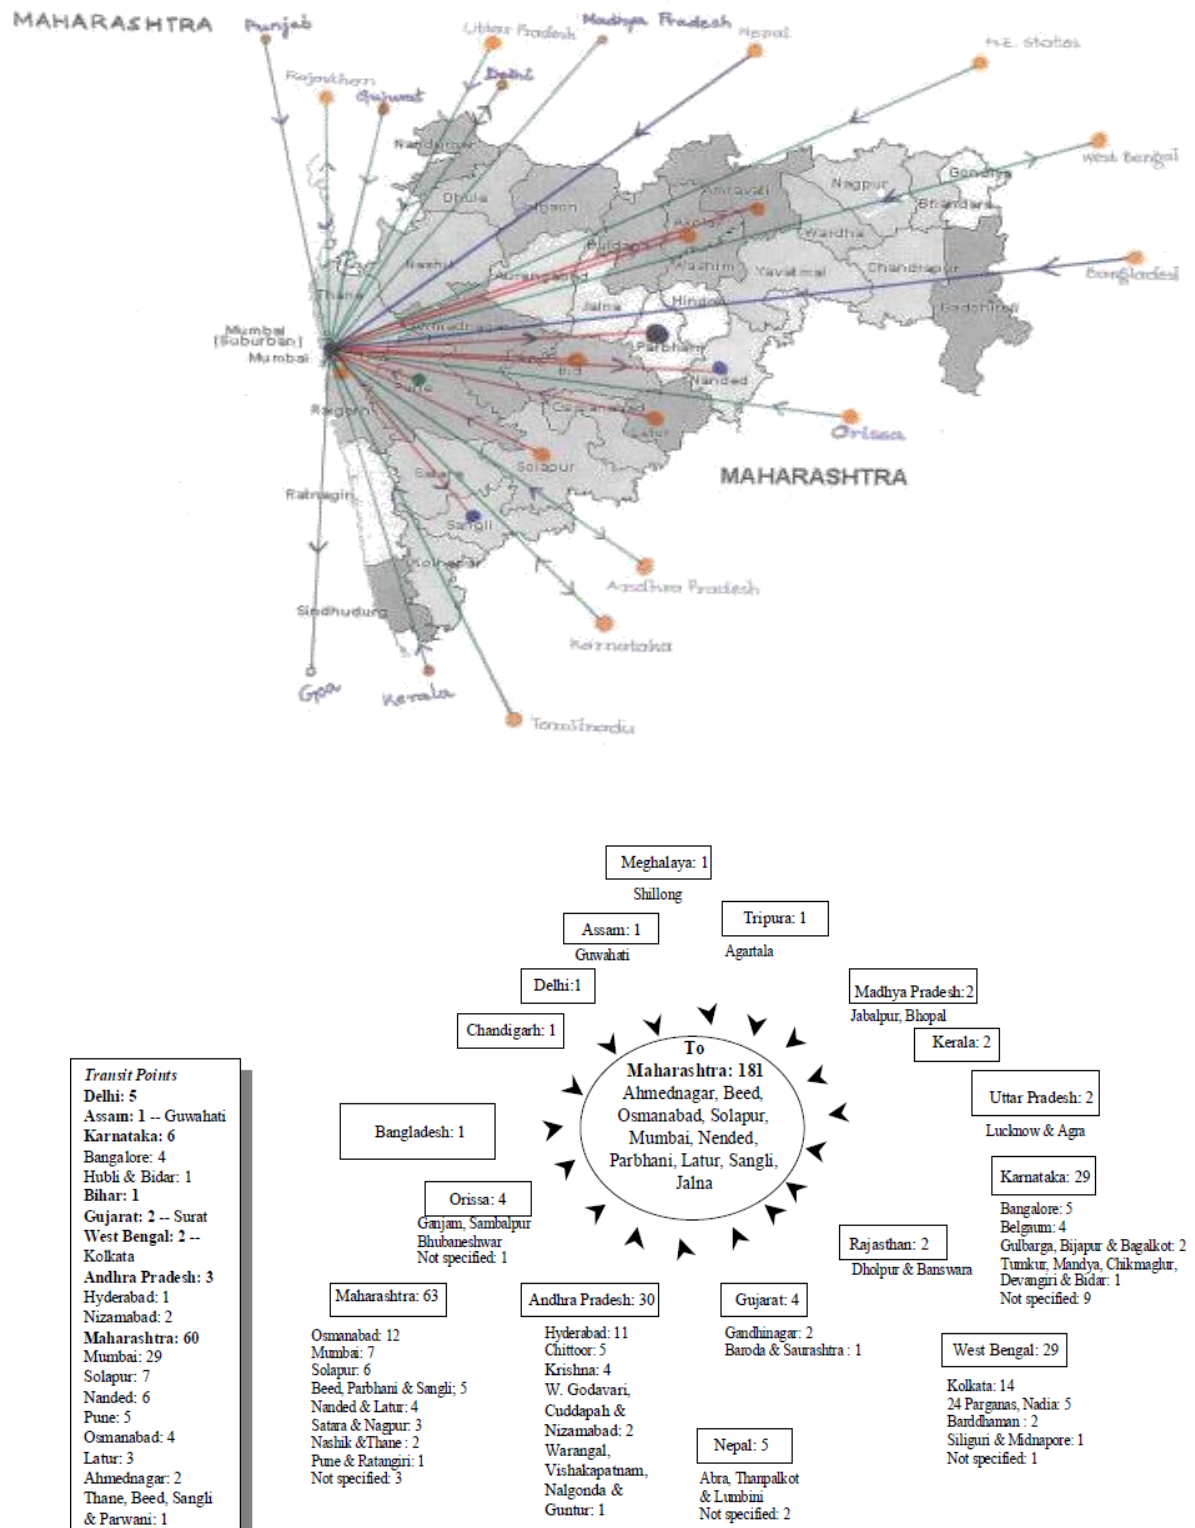 MAHARASHTRA
Punjab
Uttar Pradesh
Madhya Pradesh
Nepal
N.E. States
Rajasthan
Gujurat
Delhi
West Bengal
Nandurbar
Dhule
Jalgaon
Amravati
Nagpur
Gondiya
Bhandara
Akola
Buldana
Wardha
Washim
Nashik
Aurangabad
Yavatmal
Chandrapur
Bangladesh
Thane
Jalna
Hingoli
Gadchiroli
Ahmadnagar
Mumbai
(Suburban)
Mumbai
Parbhani
Bid
Nanded
Pune
Raigarh
Osmanabad
Latur
Orissa
Solapur
MAHARASHTRA
Satara
Ratnagiri
Sangli
Kolhapur
Aasdhra Pradesh
Sindhudurg
Karnataka
Goa
Kerala
Tamilnadu
Meghalaya: 1
Shillong
Tripura: 1
Agartala
Assam: 1
Guwahati
Delhi:1
Madhya Pradesh:2
Jabalpur, Bhopal
Chandigarh: 1
Kerala: 2
To
Maharashtra: 181
Ahmednagar, Beed,
Osmanabad, Solapur,
Mumbai, Nended,
Parbhani, Latur, Sangli,
Jalna
Transit Points
Delhi: 5
Assam: 1 -- Guwahati
Karnataka: 6
Bangalore: 4
Hubli & Bidar: 1
Bihar: 1
Gujarat: 2 -- Surat
West Bengal: 2 --
Kolkata
Andhra Pradesh: 3
Hyderabad: 1
Nizamabad: 2
Maharashtra: 60
Mumbai: 29
Solapur: 7
Nanded: 6
Pune: 5
Osmanabad: 4
Latur: 3
Ahmednagar: 2
Thane, Beed, Sangli
& Parwani: 1
Uttar Pradesh: 2
Lucknow & Agra
Bangladesh: 1
Karnataka: 29
Bangalore: 5
Belgaum: 4
Gulbarga, Bijapur & Bagalkot: 2
Tumkur, Mandya, Chikmaglur,
Devangiri & Bidar: 1
Not specified: 9
Orissa: 4
Ganjam, Sambalpur
Bhubaneshwar
Not specified: 1
Rajasthan: 2
Dholpur & Banswara
Maharashtra: 63
Osmanabad: 12
Mumbai: 7
Solapur: 6
Beed, Parbhani & Sangli; 5
Nanded & Latur: 4
Satara & Nagpur: 3
Nashik &Thane : 2
Pune & Ratangiri: 1
Not specified: 3
Andhra Pradesh: 30
Hyderabad: 11
Chittoor: 5
Krishna: 4
W. Godavari,
Cuddapah &
Nizamabad: 2
Warangal,
Vishakapatnam,
Nalgonda &
Guntur: 1
Gujarat: 4
Gandhinagar: 2
Baroda & Saurashtra : 1
West Bengal: 29
Kolkata: 14
24 Parganas, Nadia: 5
Barddhaman : 2
Siliguri & Midnapore: 1
Not specified: 1
Nepal: 5
Abra, Thanpalkot
& Lumbini
Not specified: 2